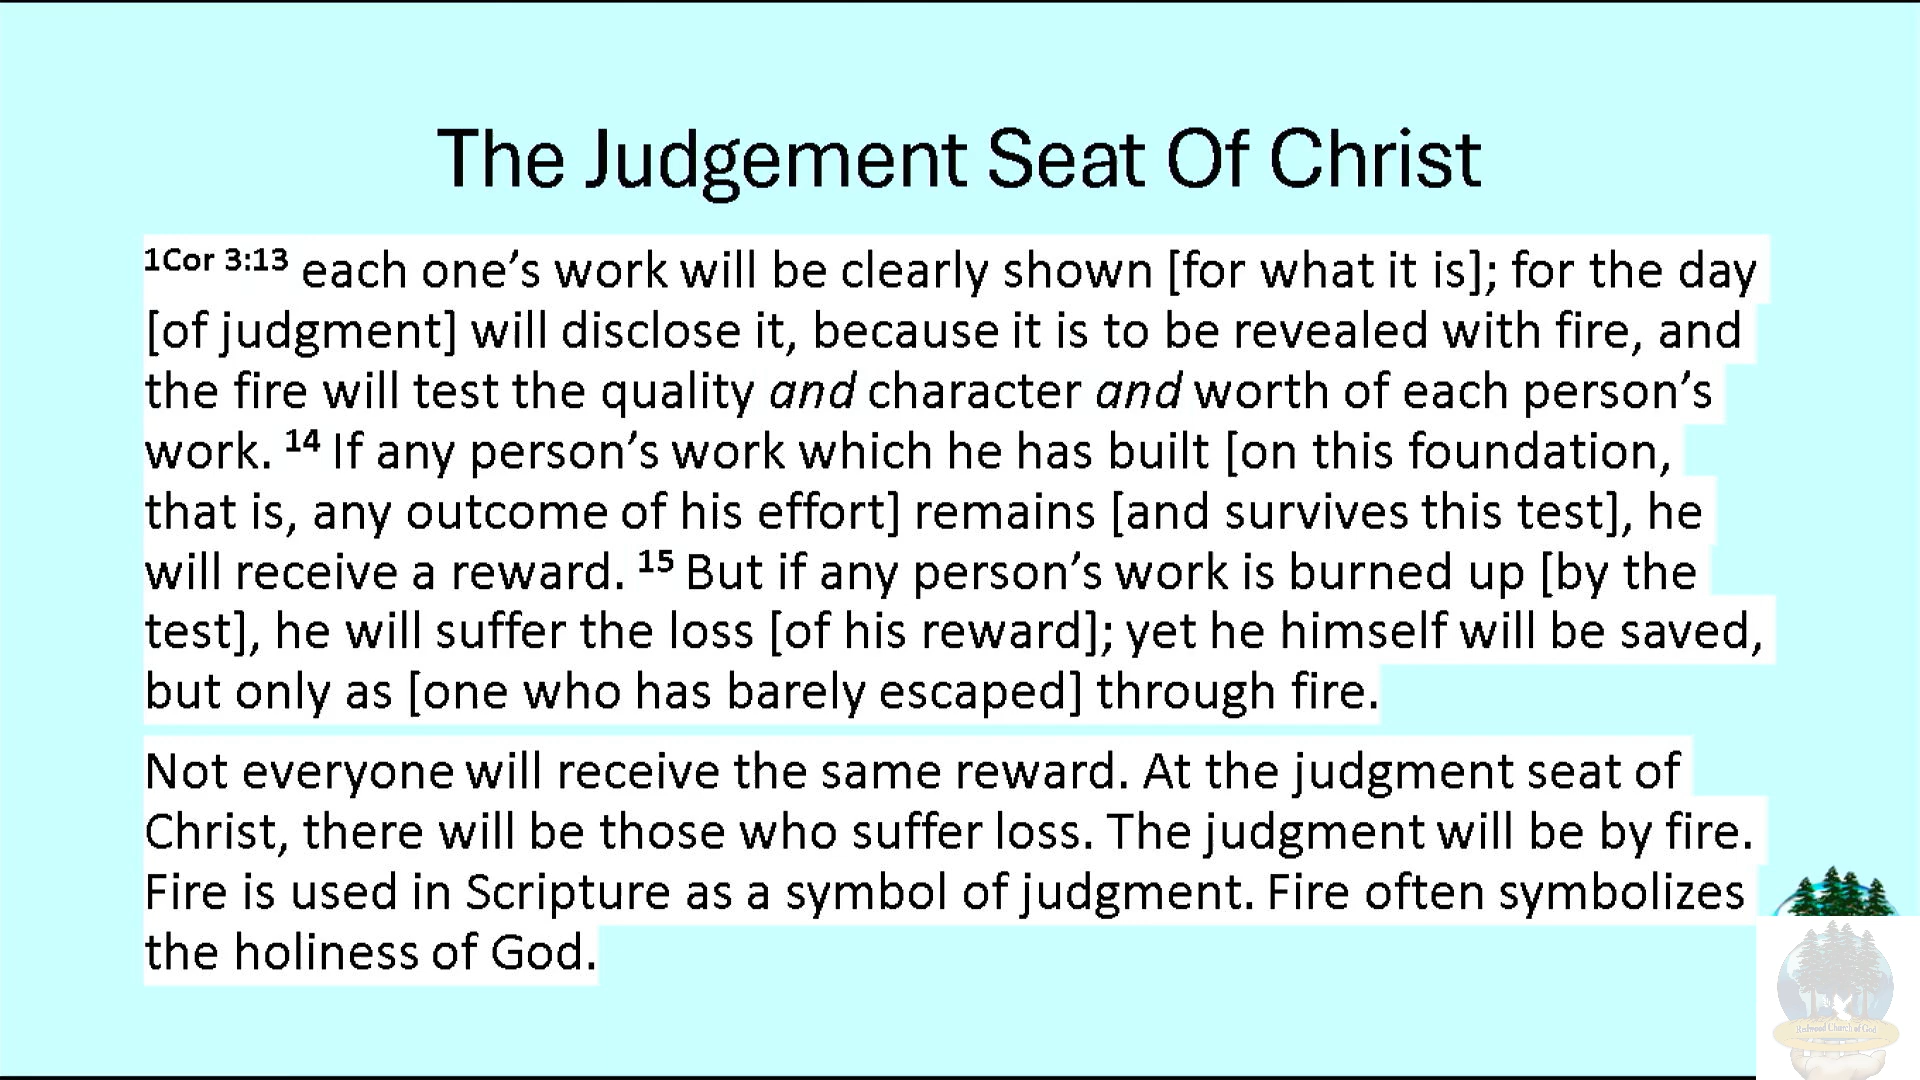 The Judgement Seat Of Christ
1Cor 3:13 each one’s work will be clearly shown [for what it is]; for the day
[of judgment] will disclose it, because it is to be revealed with fire, and
the fire will test the quality and character and worth of each person’s
work. 14 If any person’s work which he has built [on this foundation,
that is, any outcome of his effort] remains [and survives this test], he
will receive a reward. 15 But if any person’s work is burned up [by the
test], he will suffer the loss [of his reward]; yet he himself will be saved,
but only as [one who has barely escaped] through fire.
Not everyone will receive the same reward. At the judgment seat of
Christ, there will be those who suffer loss. The judgment will be by fire.
Fire is used in Scripture as a symbol of judgment. Fire often symbolizes
the holiness of God.
Redwood Church of God